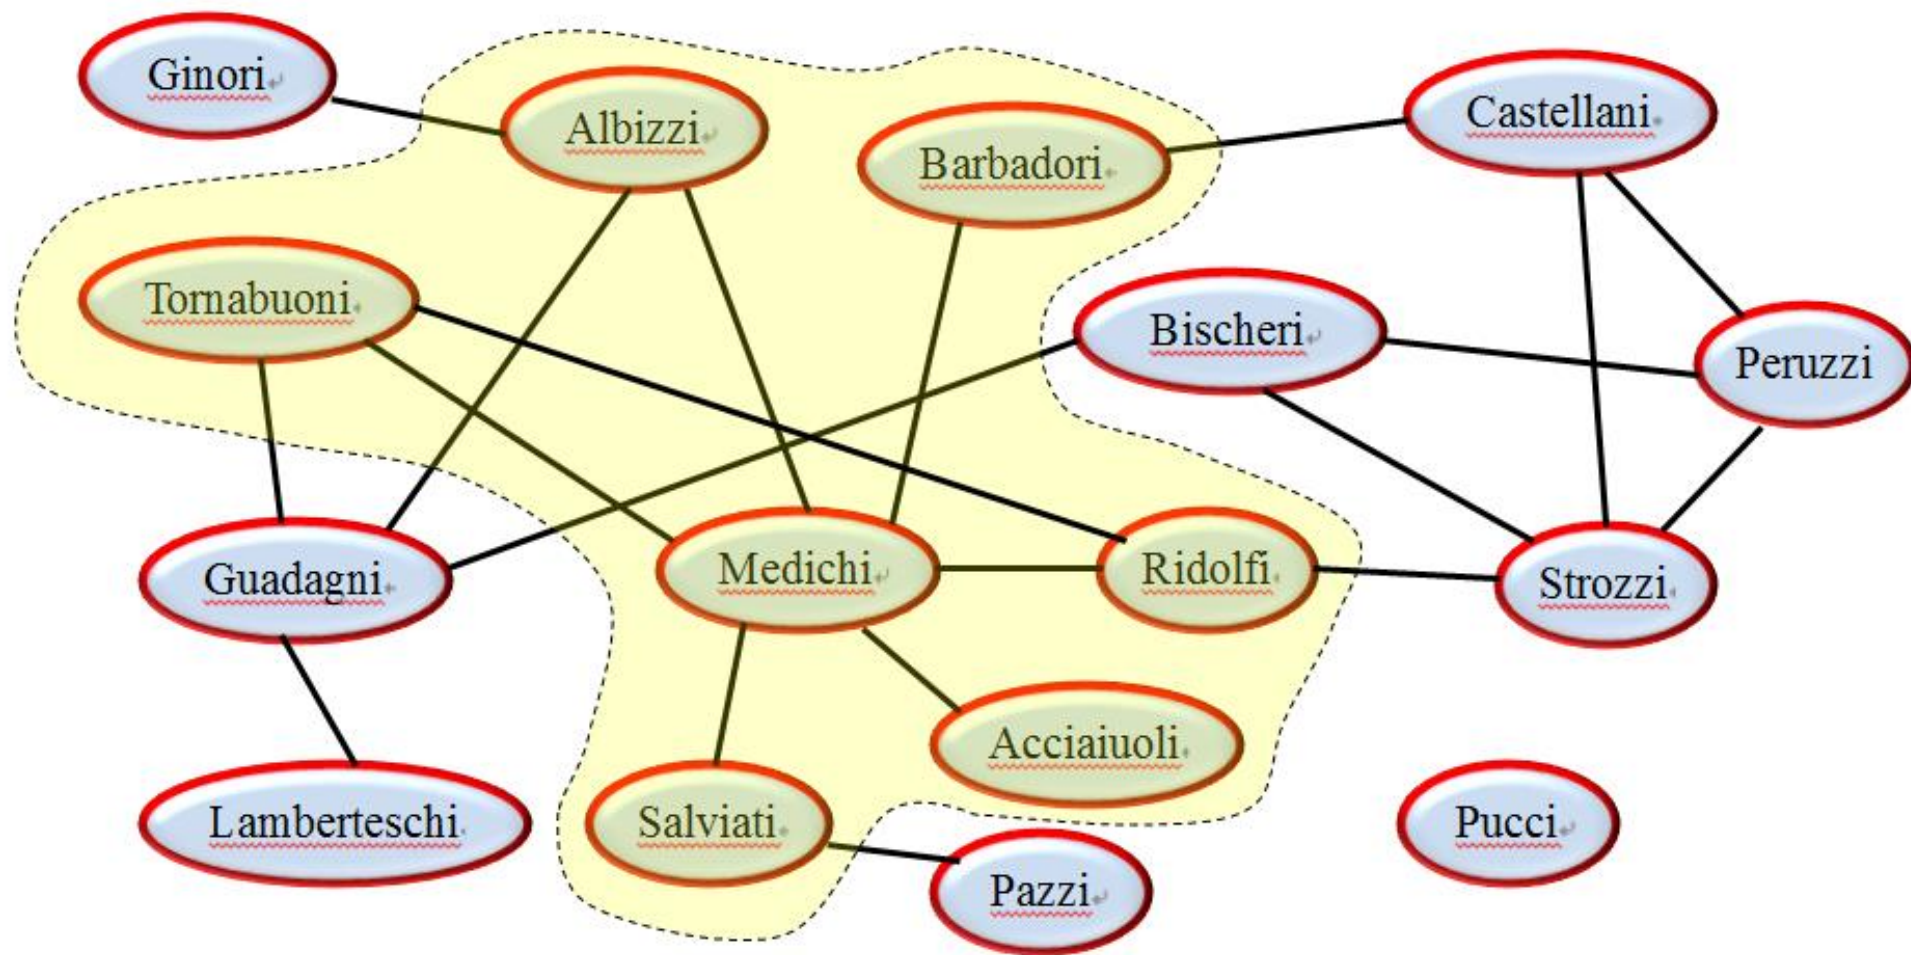 Ginori
Albizzi
Castellani
Barbadori
Tornabuoni
Bischeri
Peruzzi
Guadagni
Medichi
Ridolfi
Strozzi
Acciaiuoli
Lamberteschi
Salviati
Pucci
Pazzi